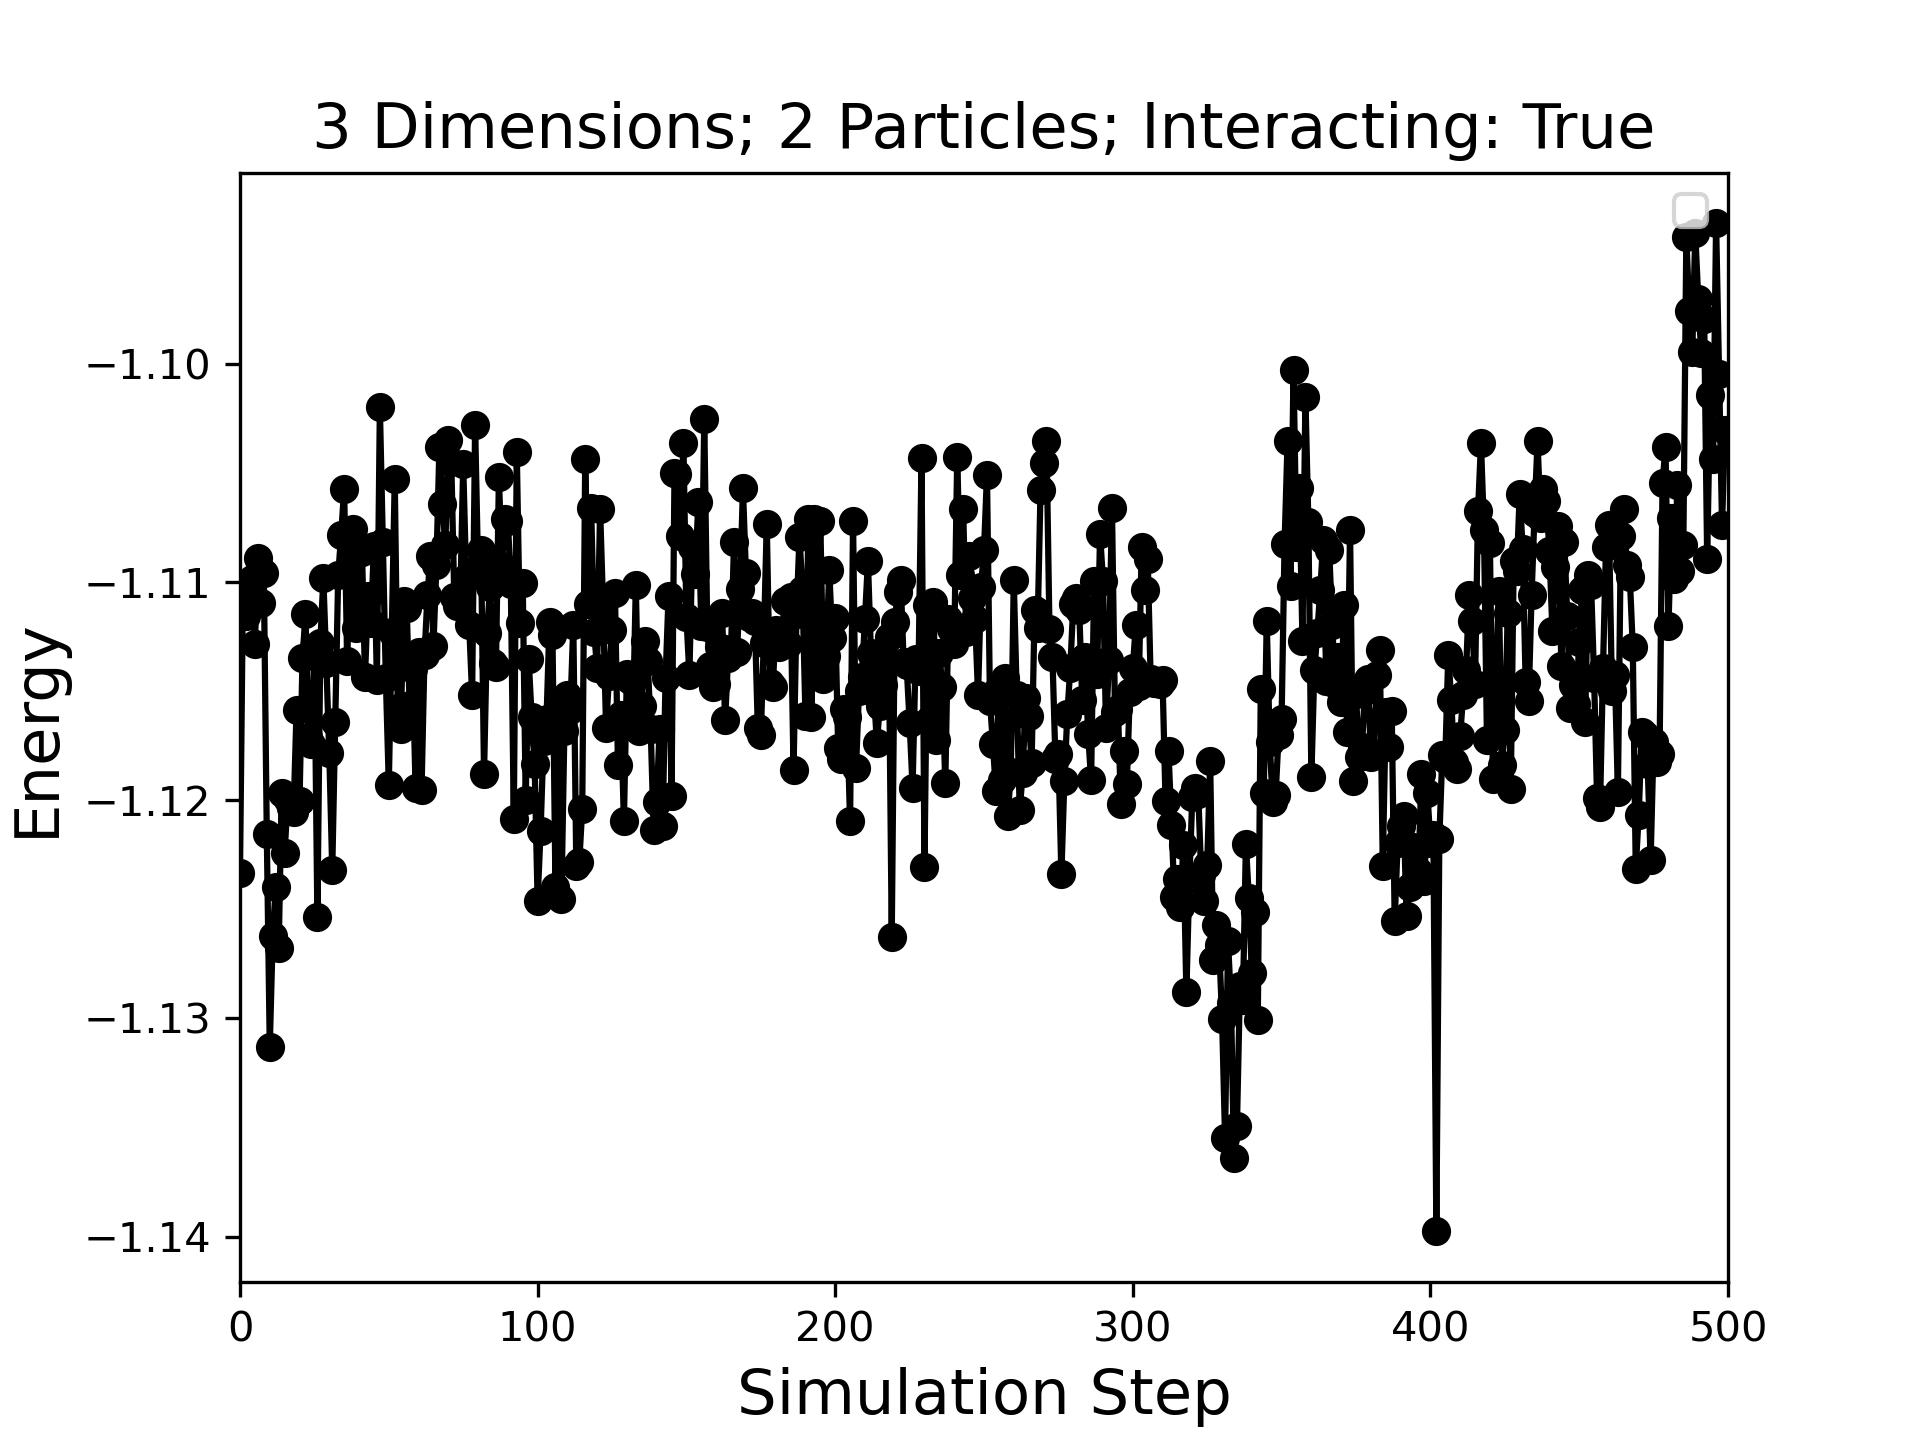 3 Dimensions; 2 Particles; Interacting: True
Energy
−1.10
−1.11
−1.12
−1.13
−1.14
0 100 200 300 400 500
Simulation Step